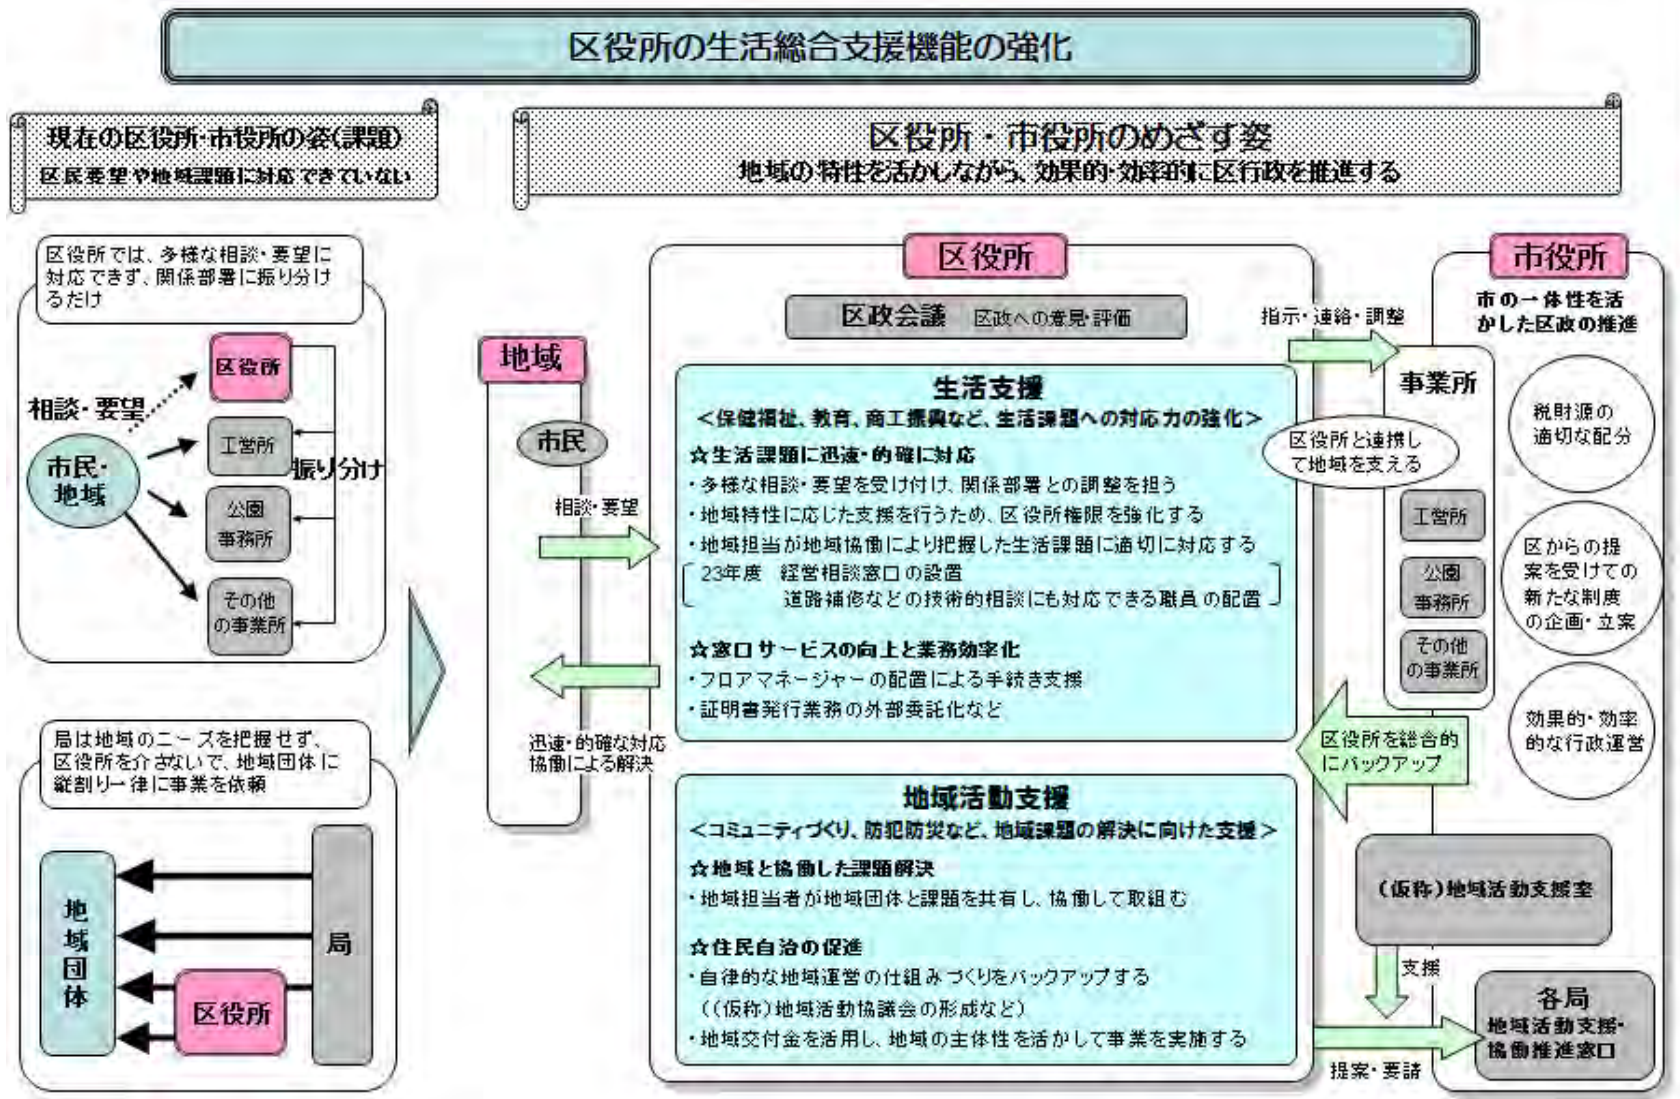 区役所の生活総合支援機能の強化
現在の区役所・市役所の姿(課題)
区民要望や地域課題に対応できていない
区役所・市役所のめざす姿
地域の特性を活かしながら、効果的・効率的に区行政を推進する
区役所では、多様な相談・要望に
対応できず、関係部署に振り分け
るだけ
相談・要望
市民・
地域
区役所
工営所
公園
事務所
その他
の事業所
振り分け
局は地域のニーズを把握せず、
区役所を介さないで、地域団体に
縦割り一律に事業を依頼
地域団体
区役所
局
地域
市民
相談・要望
迅速・的確な対応
協働による解決
区役所
区政会議 区政への意見・評価
生活支援
<保健福祉、教育、商工振興など、生活課題への対応力の強化>
☆生活課題に迅速・的確に対応
・多様な相談・要望を受け付け、関係部署との調整を担う
・地域特性に応じた支援を行うため、区役所権限を強化する
・地域担当が地域協働により把握した生活課題に適切に対応する
23年度 経営相談窓口の設置
道路補修などの技術的相談にも対応できる職員の配置
☆窓口サービスの向上と業務効率化
・フロアマネージャーの配置による手続き支援
・証明書発行業務の外部委託化など
地域活動支援
<コミュニティづくり、防犯防災など、地域課題の解決に向けた支援>
☆地域と協働した課題解決
・地域担当者が地域団体と課題を共有し、協働して取組む
☆住民自治の促進
・自律的な地域運営の仕組みづくりをバックアップする
((仮称)地域活動協議会の形成など)
・地域交付金を活用し、地域の主体性を活かして事業を実施する
指示・連絡・調整
市役所
市の一体性を活
かした区政の推進
事業所
区役所と連携し
て地域を支える
工営所
公園
事務所
その他
の事業所
税財源の
適切な配分
区からの提
案を受けての
新たな制度
の企画・立案
効果的・効率
的な行政運営
区役所を総合的
にバックアップ
(仮称)地域活動支援室
支援
各局
地域活動支援・
協働推進窓口
提案・要請